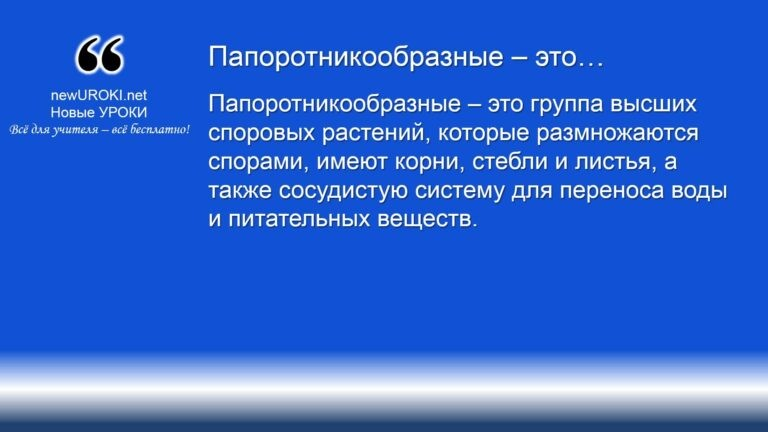 “
newUROKI.net
Новые УРОКИ
Всё для учителя – всё бесплатно!
Папоротникообразные – это…
Папоротникообразные – это группа высших
споровых растений, которые размножаются
спорами, имеют корни, стебли и листья, а
также сосудистую систему для переноса воды
и питательных веществ.